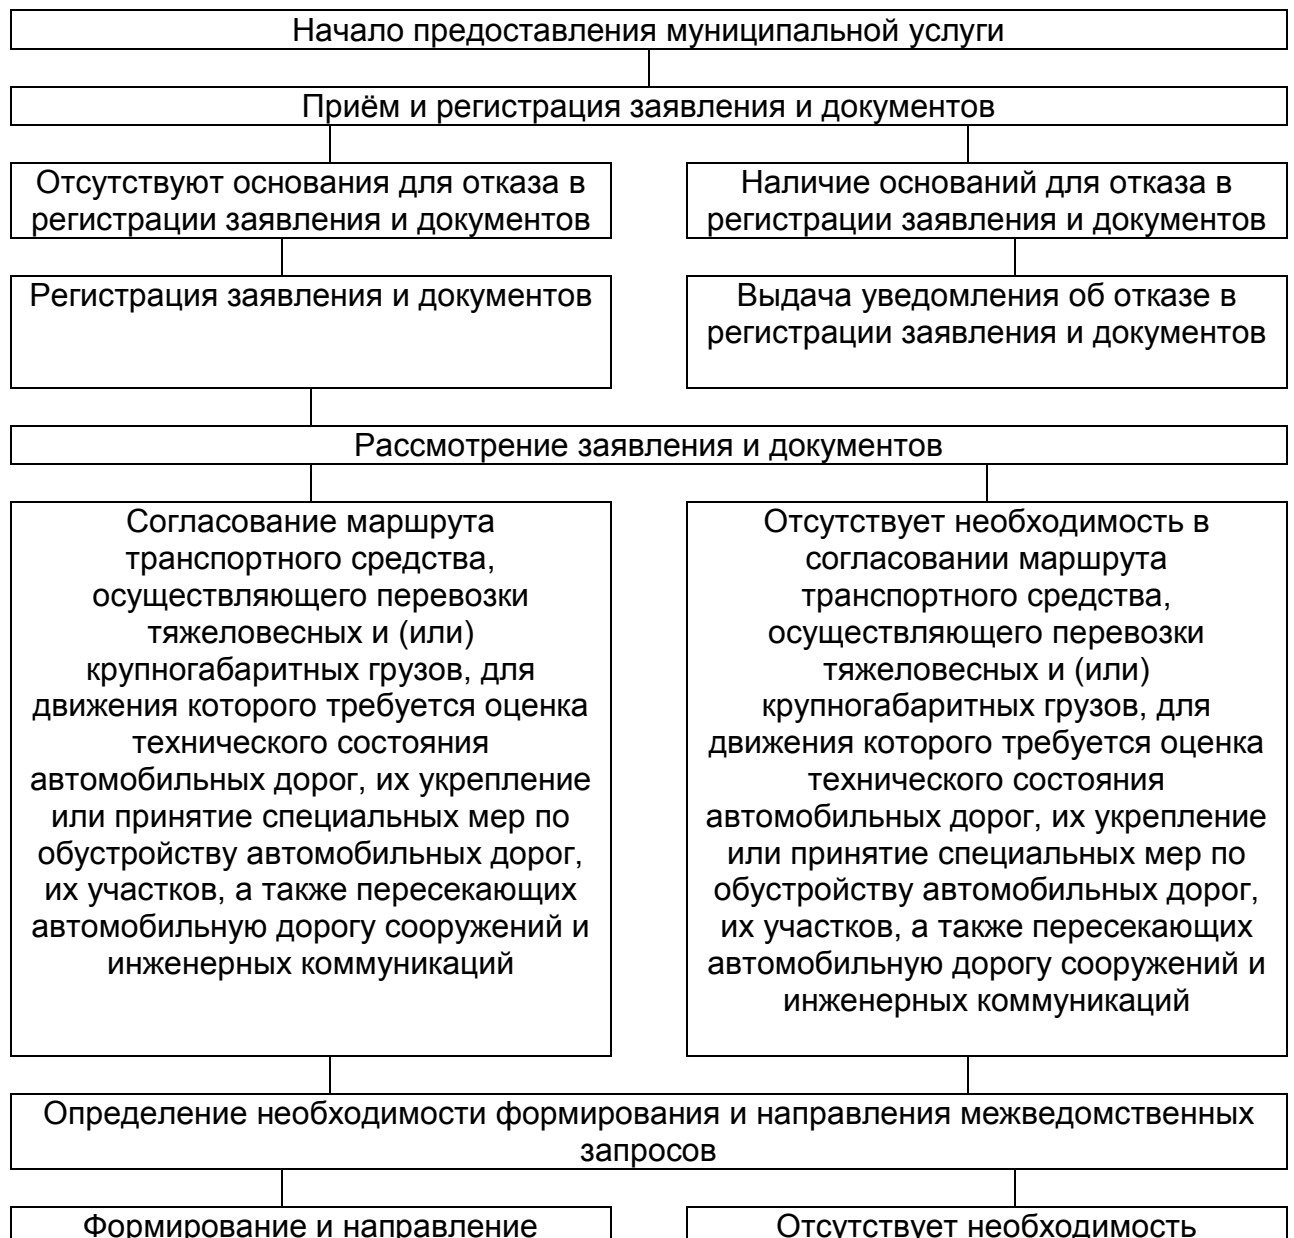 Начало предоставления муниципальной услуги
Приём и регистрация заявления и документов
Отсутствуют основания для отказа в
регистрации заявления и документов
Наличие оснований для отказа в
регистрации заявления и документов
Регистрация заявления и документов
Выдача уведомления об отказе в
регистрации заявления и документов
Рассмотрение заявления и документов
Согласование маршрута
транспортного средства,
осуществляющего перевозки
тяжеловесных и (или)
крупногабаритных грузов, для
движения которого требуется оценка
технического состояния
автомобильных дорог, их укрепление
или принятие специальных мер по
обустройству автомобильных дорог,
их участков, а также пересекающих
автомобильную дорогу сооружений и
инженерных коммуникаций
Отсутствует необходимость в
согласовании маршрута
транспортного средства,
осуществляющего перевозки
тяжеловесных и (или)
крупногабаритных грузов, для
движения которого требуется оценка
технического состояния
автомобильных дорог, их укрепление
или принятие специальных мер по
обустройству автомобильных дорог,
их участков, а также пересекающих
автомобильную дорогу сооружений и
инженерных коммуникаций
Определение необходимости формирования и направления межведомственных
запросов
Формирование и направление
Отсутствует необходимость